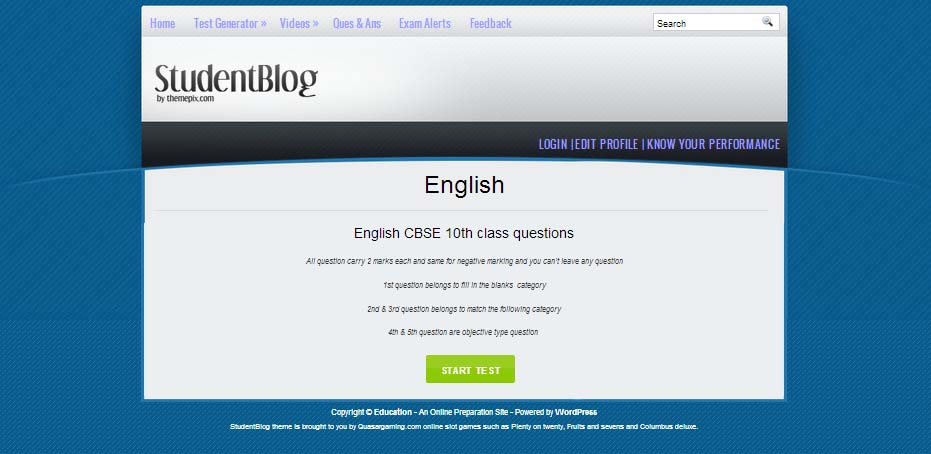 Home Test Generator » Videos » Ques & Ans Exam Alerts Feedback Search
StudentBlog
by themepix.com
LOGIN | EDIT PROFILE | KNOW YOUR PERFORMANCE
English
English CBSE 10th class questions
All question carry 2 marks each and same for negative marking and you can't leave any question
1st question belongs to fill in the blanks category
2nd & 3rd question belongs to match the following category
4th & 5th question are objective type question
START TEST
Copyright © Education - An Online Preparation Site - Powered by WordPress
StudentBlog theme is brought to you by Quasargaming.com online slot games such as Plenty on twenty, Fruits and sevens and Columbus deluxe.